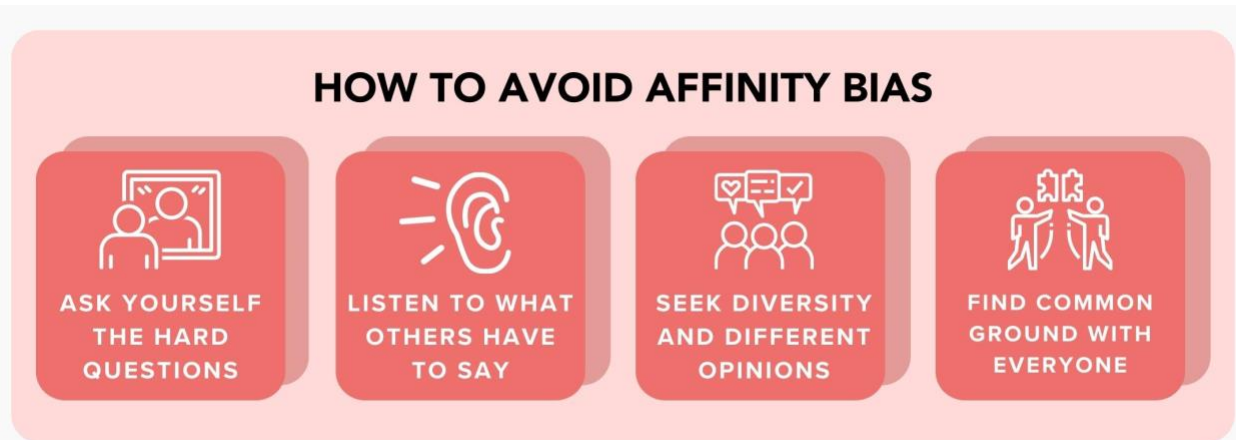 HOW TO AVOID AFFINITY BIAS
ASK YOURSELF
THE HARD
QUESTIONS
LISTEN TO WHAT
OTHERS HAVE
TO SAY
SEEK DIVERSITY
AND DIFFERENT
OPINIONS
FIND COMMON
GROUND WITH
EVERYONE